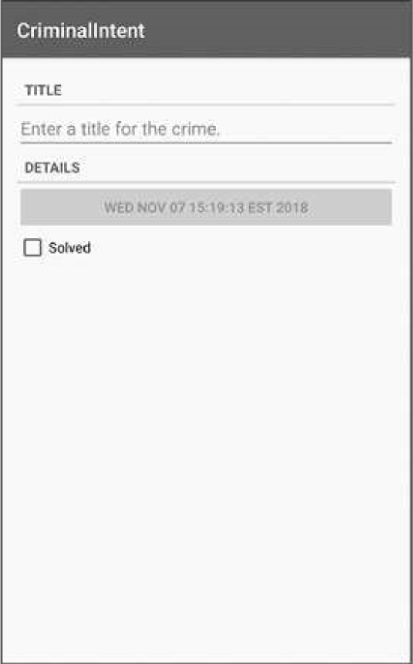 CriminalIntent
TITLE
Enter a title for the crime.
DETAILS
WED NOV 07 15:19:13 EST 2018
Solved